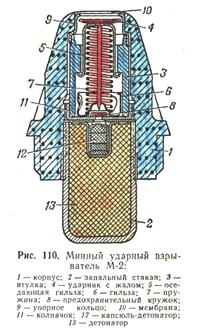 9
10
4
5
3
7
6
11
8
12
1
13
2
Рис. 110. Минный ударный взры-
ватель М-2:
1 — корпус; 2 — запальный стакан; 3 —
втулка; 4 — ударник с жалом; 5 — осе-
дающая гильза; 6 — гильза; 7 — пру-
жина; 8 — предохранительный кружок;
9 — упорное кольцо; 10 — мембрана;
11 — колпачок; 12 — капсюль-детонатор;
13 — детонатор